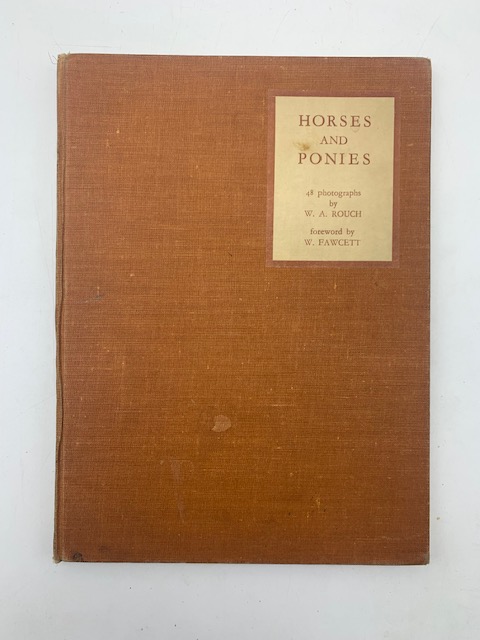 HORSES
AND
PONIES
48 photographs
by
W. A. ROUCH
foreword by
W. FAWCETT